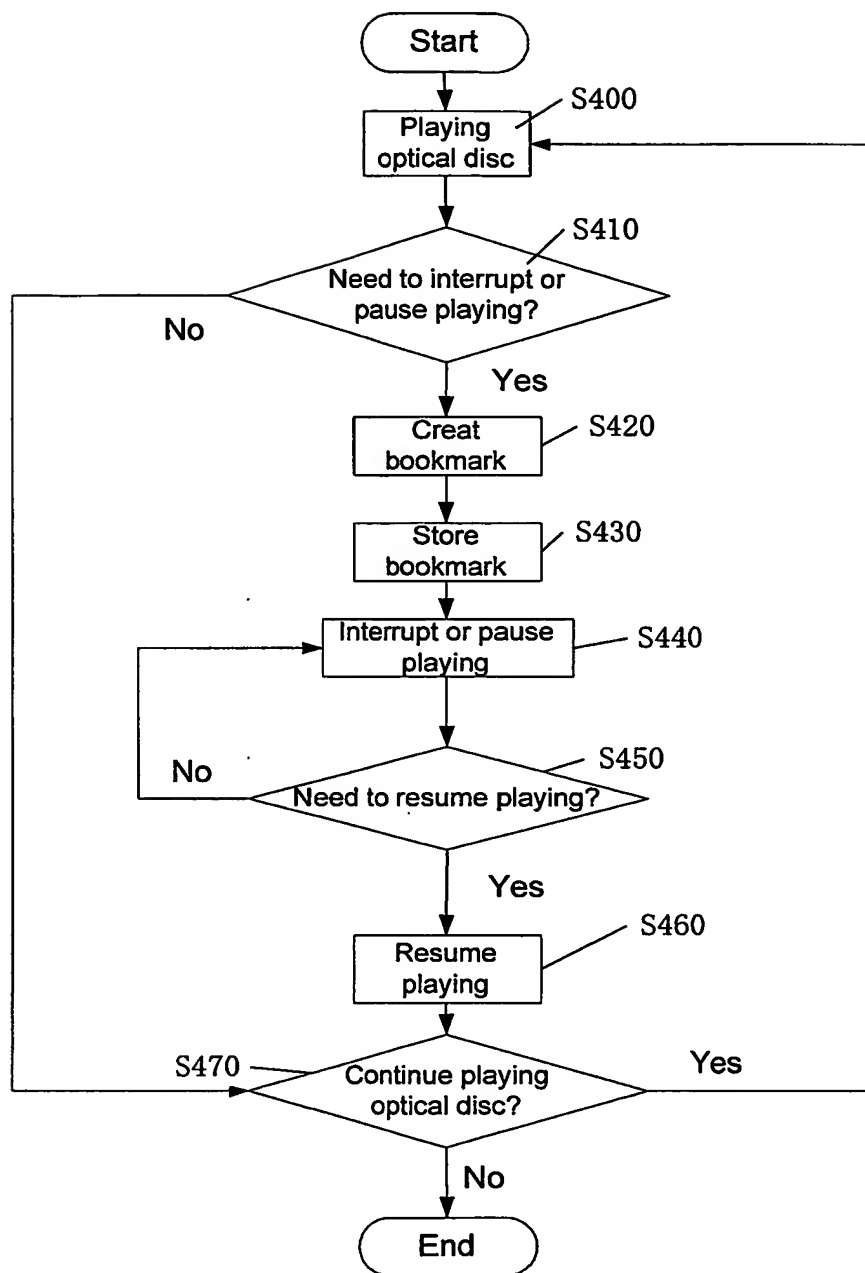 Start
S400
Playing
optical disc
S410
Need to interrupt or
pause playing?
No
Yes
Creat
bookmark
S420
Store
bookmark
S430
Interrupt or pause
playing
S440
S450
No
Need to resume playing?
Yes
Resume
playing
S460
S470
Continue playing
optical disc?
Yes
No
End